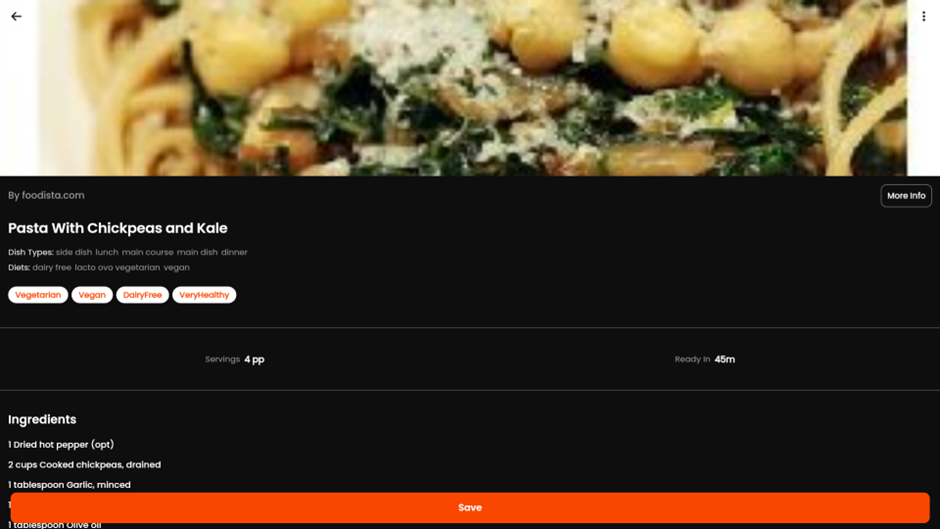 By foodista.com
More Info
Pasta With Chickpeas and Kale
Dish Types: side dish lunch main course main dish dinner
Diets: dairy free lacto ovo vegetarian vegan
Vegetarian Vegan DairyFree VeryHealthy
Servings 4 pp
Ready In 45m
Ingredients
1 Dried hot pepper (opt)
2 cups Cooked chickpeas, drained
1 tablespoon Garlic, minced
1
Save
1 tablespoon Olive oil